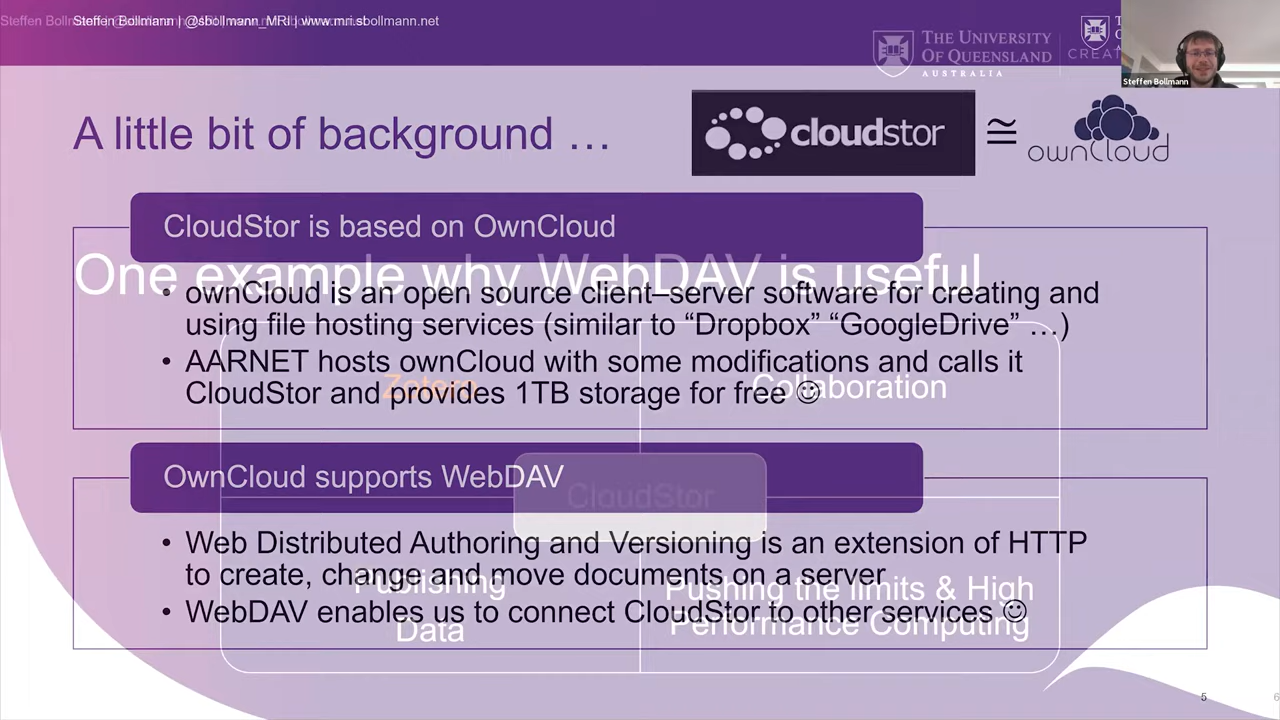 Steffen Bollmann | @sbollmann_MRI | www.mri.sbollmann.net
THE UNIVERSITY
OF QUEENSLAND
AUSTRALIA
CREAT
Steffen Bollmann
A little bit of background …
cloudstor
≅
ownCloud
CloudStor is based on OwnCloud
One example why WebDAV is useful
• ownCloud is an open source client–server software for creating and
using file hosting services (similar to “Dropbox” “GoogleDrive” …)
• AARNET hosts ownCloud with some modifications and calls it
CloudStor and provides 1TB storage for free ☺
Zotero
Collaboration
OwnCloud supports WebDAV
CloudStor
• Web Distributed Authoring and Versioning is an extension of HTTP
to create, change and move documents on a server
• WebDAV enables us to connect CloudStor to other services ☺
Publishing
Data
Pushing the limits & High
Performance Computing
5
6